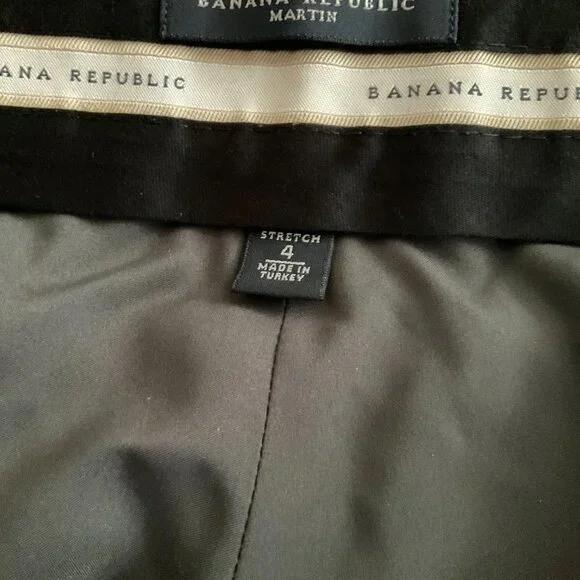 BANANA REPUBLIC
MARTIN
ANA REPUBLIC
BANANA REPUB
STRETCH
4
MADE IN
TURKEY